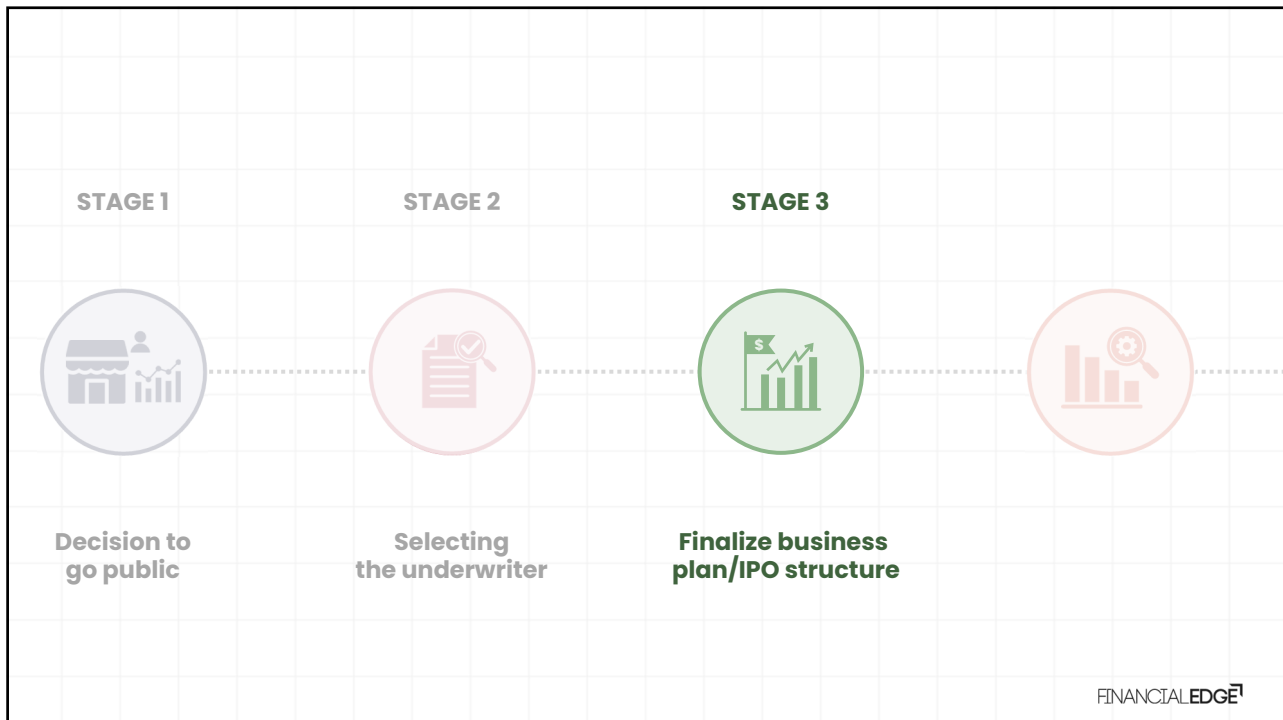 STAGE 1
STAGE 2
STAGE 3
$
Decision to
go public
Selecting
the underwriter
Finalize business
plan/IPO structure
FINANCIALEDGE